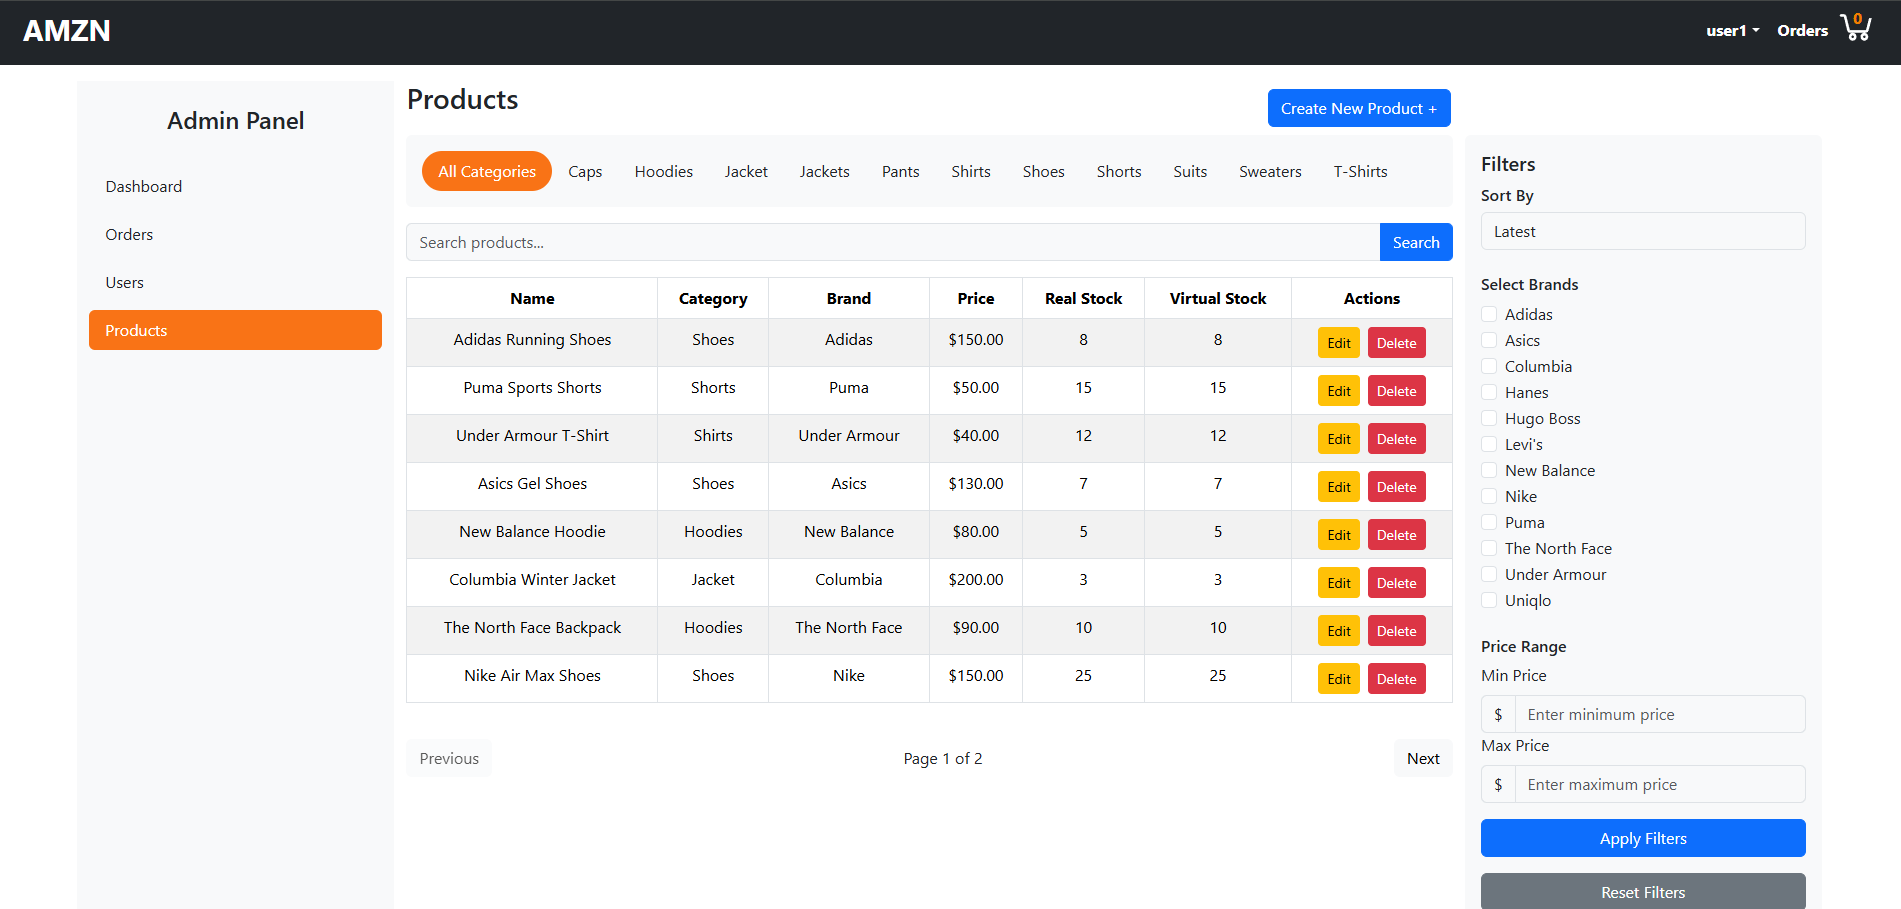 AMZN
user1
Orders
0
Admin Panel
Dashboard
Orders
Users
Products
Products
Create New Product +
All Categories Caps Hoodies Jacket Jackets Pants Shirts Shoes Shorts Suits Sweaters T-Shirts
Search products...
Search
Name Category Brand Price Real Stock Virtual Stock Actions
Adidas Running Shoes Shoes Adidas $150.00 8 8 Edit Delete
Puma Sports Shorts Shorts Puma $50.00 15 15 Edit Delete
Under Armour T-Shirt Shirts Under Armour $40.00 12 12 Edit Delete
Asics Gel Shoes Shoes Asics $130.00 7 7 Edit Delete
New Balance Hoodie Hoodies New Balance $80.00 5 5 Edit Delete
Columbia Winter Jacket Jacket Columbia $200.00 3 3 Edit Delete
The North Face Backpack Hoodies The North Face $90.00 10 10 Edit Delete
Nike Air Max Shoes Shoes Nike $150.00 25 25 Edit Delete
Previous
Page 1 of 2
Next
Filters
Sort By
Latest
Select Brands
Adidas
Asics
Columbia
Hanes
Hugo Boss
Levi's
New Balance
Nike
Puma
The North Face
Under Armour
Uniqlo
Price Range
Min Price
$ Enter minimum price
Max Price
$ Enter maximum price
Apply Filters
Reset Filters